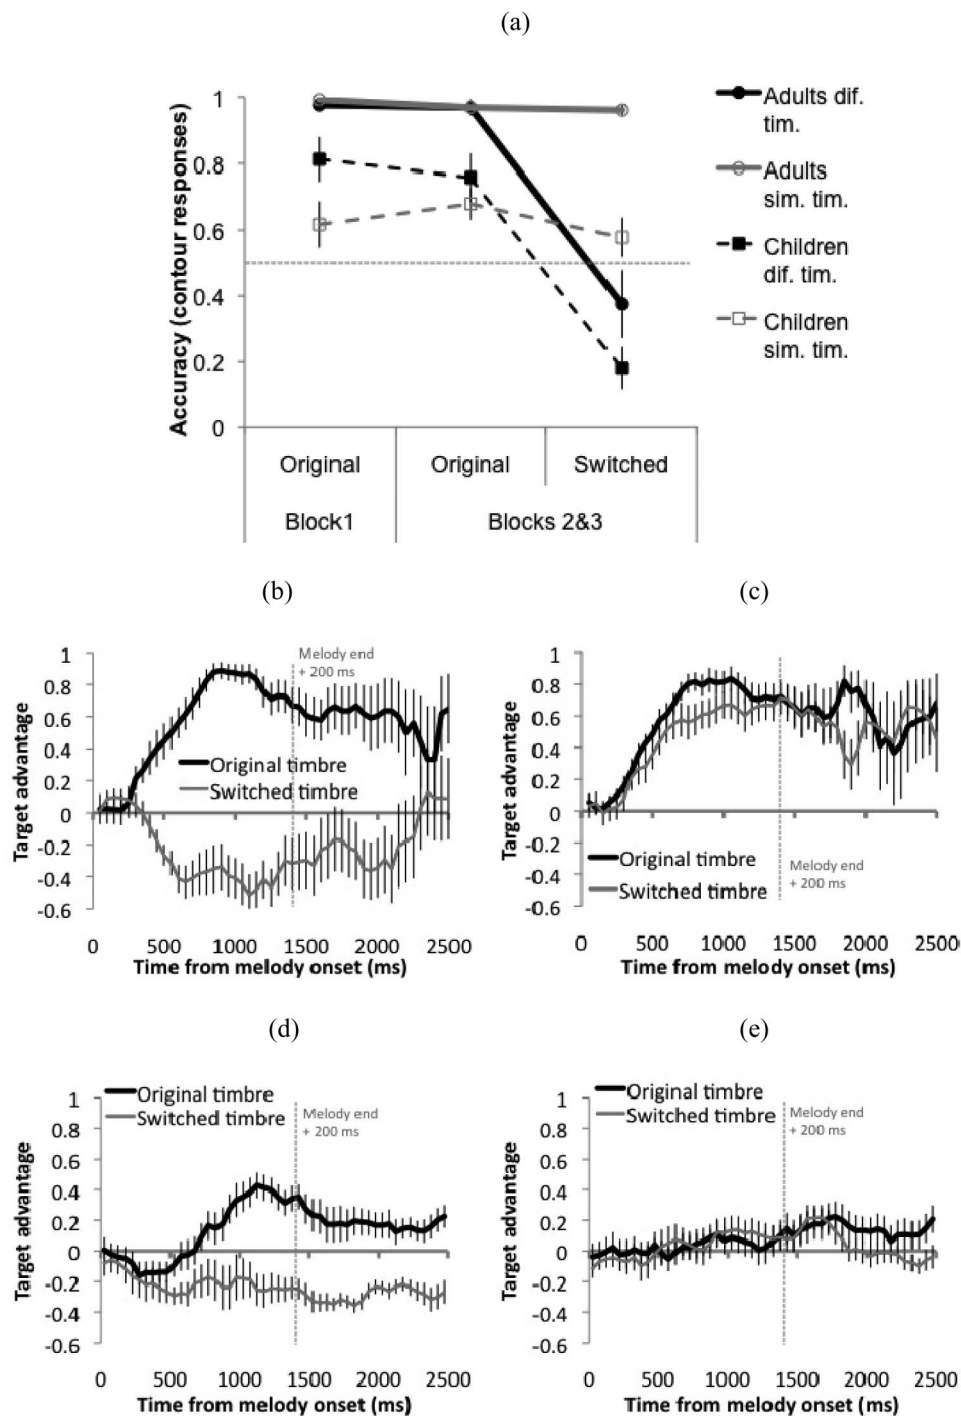 (a)
Accuracy (contour responses)
1
0.8
0.6
0.4
0.2
0
Original
Original
Switched
Block1
Blocks 2&3
Adults dif.
tim.
Adults
sim. tim.
Children
dif. tim.
Children
sim. tim.
(b)
Target advantage
1
0.8
0.6
0.4
0.2
0
-0.2
-0.4
-0.6
Melody end
+ 200 ms
Original timbre
Switched timbre
0 500 1000 1500 2000 2500
Time from melody onset (ms)
(c)
Target advantage
1
0.8
0.6
0.4
0.2
0
-0.2
-0.4
-0.6
Original timbre
Switched timbre
Melody end
+ 200 ms
0 500 1000 1500 2000 2500
Time from melody onset (ms)
(d)
Original timbre
Switched timbre
Melody end
+ 200 ms
Target advantage
1
0.8
0.6
0.4
0.2
0
-0.2
-0.4
-0.6
0 500 1000 1500 2000 2500
Time from melody onset (ms)
(e)
Original timbre
Switched timbre
Melody end
+ 200 ms
Target advantage
1
0.8
0.6
0.4
0.2
0
-0.2
-0.4
-0.6
0 500 1000 1500 2000 2500
Time from melody onset (ms)